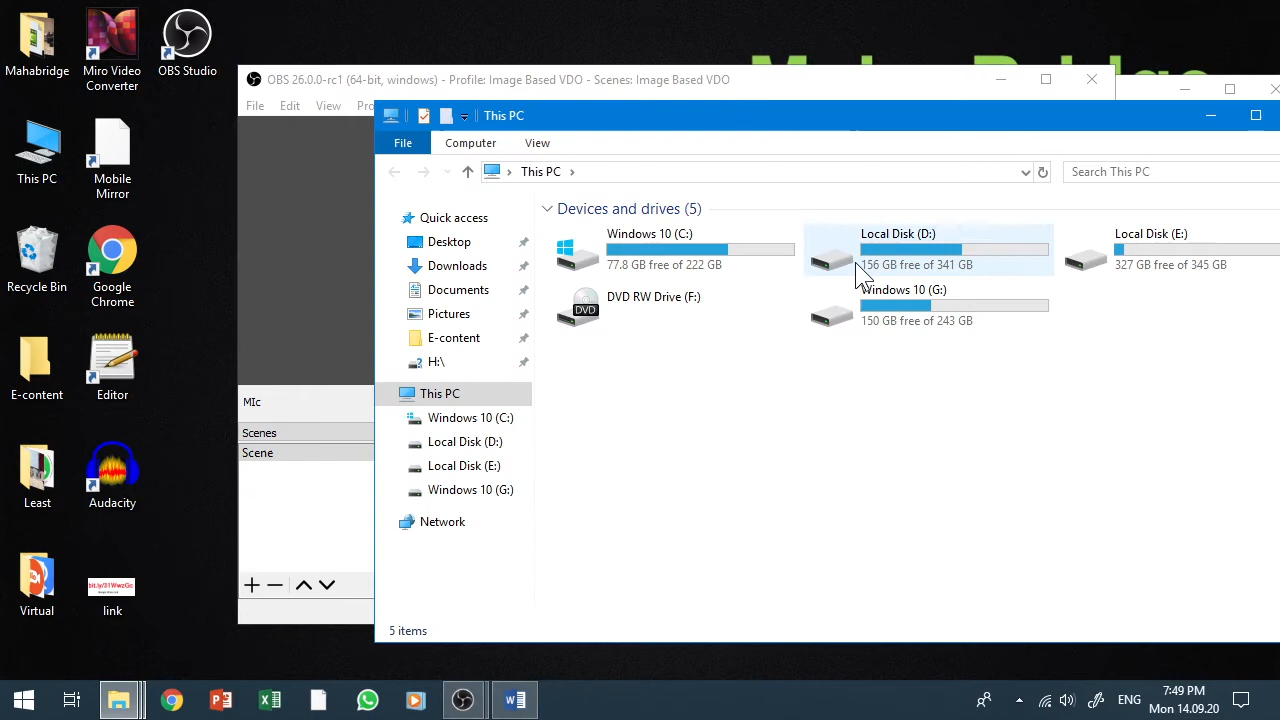 Mahabridge
Miro Video
Converter
OBS Studio
This PC
Mobile
Mirror
Recycle Bin
Google
Chrome
E-content
Editor
Least
Audacity
Virtual
bit.ly/31WwzGc
link
OBS 26.0.0-rc1 (64-bit, windows) - Profile: Image Based VDO - Scenes: Image Based VDO
File
Edit
View
MIc
Scenes
Scene
This PC
File
Computer
View
This PC
Search This PC
Quick access
Desktop
Downloads
Documents
Pictures
E-content
H:\
This PC
Windows 10 (C:)
Local Disk (D:)
Local Disk (E:)
Windows 10 (G:)
Network
Devices and drives (5)
Windows 10 (C:)
77.8 GB free of 222 GB
Local Disk (D:)
156 GB free of 341 GB
Local Disk (E:)
327 GB free of 345 GB
DVD
DVD RW Drive (F:)
Windows 10 (G:)
150 GB free of 243 GB
5 items
ENG
7:49 PM
Mon 14.09.20